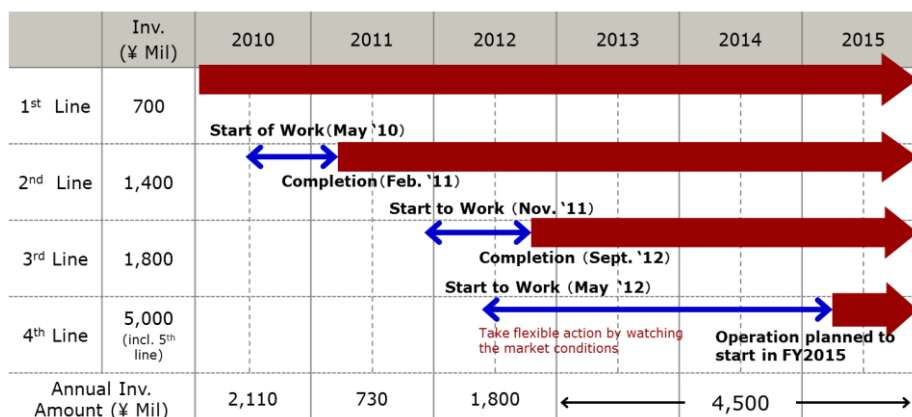 Inv.
(¥ Mil)
2010 2011 2012 2013 2014 2015
1st Line 700
Start of Work(May ‘10)
2nd Line 1,400
Completion(Feb. ‘11)
Start to Work (Nov. ‘11)
3rd Line 1,800
Completion (Sept. ‘12)
Start to Work (May ‘12)
4th Line
5,000
(incl. 5th
line)
Take flexible action by watching
the market conditions
Operation planned to
start in FY2015
Annual Inv.
Amount (¥ Mil)
2,110 730 1,800 4,500